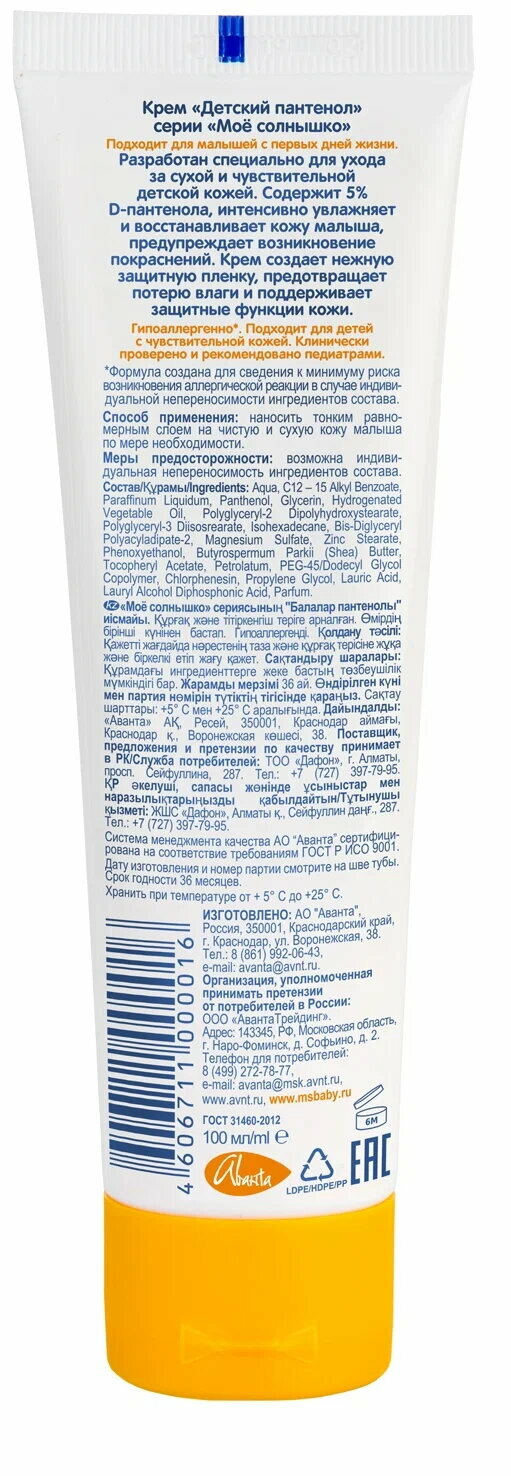 Крем «Детский пантенол»
серии «Моё солнышко»
Подходит для малышей с первых дней жизни.
Разработан специально для ухода
за сухой и чувствительной
детской кожей. Содержит 5%
D-пантенола, интенсивно увлажняет
и восстанавливает кожу малыша,
предупреждает возникновение
покраснений. Крем создает нежную
защитную пленку, предотвращает
потерю влаги и поддерживает
защитные функции кожи.
Гипоаллергенно*. Подходит для детей
с чувствительной кожей. Клинически
проверено и рекомендовано педиатрами.
*Формула создана для сведения к минимуму риска
возникновения аллергической реакции в случае индиви-
дуальной непереносимости ингредиентов состава.
Способ применения: наносить тонким равно-
мерным слоем на чистую и сухую кожу малыша
по мере необходимости.
Меры предосторожности: возможна индиви-
дуальная непереносимость ингредиентов состава.
Состав/Құрамы/Ingredients: Aqua, C12 – 15 Alkyl Benzoate,
Paraffinum Liquidum, Panthenol, Glycerin, Hydrogenated
Vegetable Oil, Polyglyceryl-2 Dipolyhydroxystearate,
Polyglyceryl-3 Diisosrearate, Isohexadecane, Bis-Diglyceryl
Polyacyladipate-2, Magnesium Sulfate, Zinc Stearate,
Phenoxyethanol, Butyrospermum Parkii (Shea) Butter,
Tocopheryl Acetate, Petrolatum, PEG-45/Dodecyl Glycol
Copolymer, Chlorphenesin, Propylene Glycol, Lauric Acid,
Lauryl Alcohol Diphosphonic Acid, Parfum.
KZ «Моё солнышко» сериясының "Балалар пантенолы"
иісмайы. Құрғақ және тітіркенгіш теріге арналған. Өмірдің
бірінші күнінен бастап. Гипоаллергенді. Қолдану тәсілі:
Қажетті жағдайда нәрестенің таза және құрғақ терісіне жұқа
және біркелкі етіп жағу қажет. Сақтандыру шаралары:
Құрамдағы ингредиенттерге жеке бастың төзбеушілік
мүмкіндігі бар. Жарамды мерзімі 36 ай. Өндірілген күні
мен партия нөмірін түтіктің тігісінде қараңыз. Сақтау
шарттары: +5° С мен +25° С аралығында. Дайындалды:
«Аванта» АҚ, Ресей, 350001, Краснодар аймағы,
Краснодар қ., Воронежская көшесі, 38. Поставщик,
предложения и претензии по качеству принимает
в РК/Служба потребителей: ТОО «Дафон», г. Алматы,
просп. Сейфуллина, 287. Тел.: +7 (727) 397-79-95.
ҚР әкелуші, сапасы жөнінде ұсыныстар мен
наразылықтарыңызды қабылдайтын/Тұтынушы
қызметі: ЖШС «Дафон», Алматы қ., Сейфуллин даңғ., 287.
Тел.: +7 (727) 397-79-95.
Система менеджмента качества АО "Аванта" сертифици-
рована на соответствие требованиям ГОСТ Р ИСО 9001.
Дату изготовления и номер партии смотрите на шве тубы.
Срок годности 36 месяцев.
Хранить при температуре от + 5° С до +25° С.
ИЗГОТОВЛЕНО: АО "Аванта",
Россия, 350001, Краснодарский край,
г. Краснодар, ул. Воронежская, 38.
Тел.: 8 (861) 992-06-43,
e-mail: avanta@avnt.ru.
Организация, уполномоченная
принимать претензии
от потребителей в России:
ООО «АвантаТрейдинг».
Адрес: 143345, РФ, Московская область,
г. Наро-Фоминск, д. Софьино, д. 2.
Телефон для потребителей:
8 (499) 272-78-77,
e-mail: avanta@msk.avnt.ru,
www.avnt.ru, www.msbaby.ru
ГОСТ 31460-2012
100 мл/ml e
6M
4 606711 000016
Avanta
LDPE/HDPE/PP
EAC